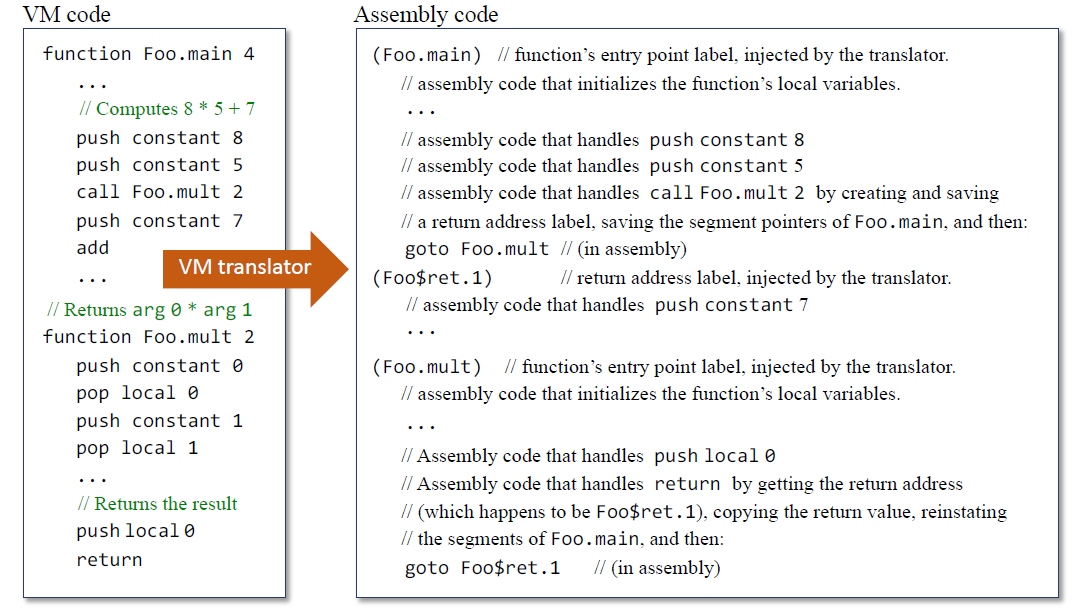 VM code
function Foo.main 4
...
// Computes 8 * 5 + 7
push constant 8
push constant 5
call Foo.mult 2
push constant 7
add
...
// Returns arg 0 * arg 1
function Foo.mult 2
push constant 0
pop local 0
push constant 1
pop local 1
...
// Returns the result
push local 0
return
VM translator
Assembly code
(Foo.main) // function’s entry point label, injected by the translator.
// assembly code that initializes the function’s local variables.
...
// assembly code that handles push constant 8
// assembly code that handles push constant 5
// assembly code that handles call Foo.mult 2 by creating and saving
// a return address label, saving the segment pointers of Foo.main, and then:
goto Foo.mult // (in assembly)
(Foo$ret.1) // return address label, injected by the translator.
// assembly code that handles push constant 7
...
(Foo.mult) // function’s entry point label, injected by the translator.
// assembly code that initializes the function’s local variables.
...
// Assembly code that handles push local 0
// Assembly code that handles return by getting the return address
// (which happens to be Foo$ret.1), copying the return value, reinstating
// the segments of Foo.main, and then:
goto Foo$ret.1 // (in assembly)